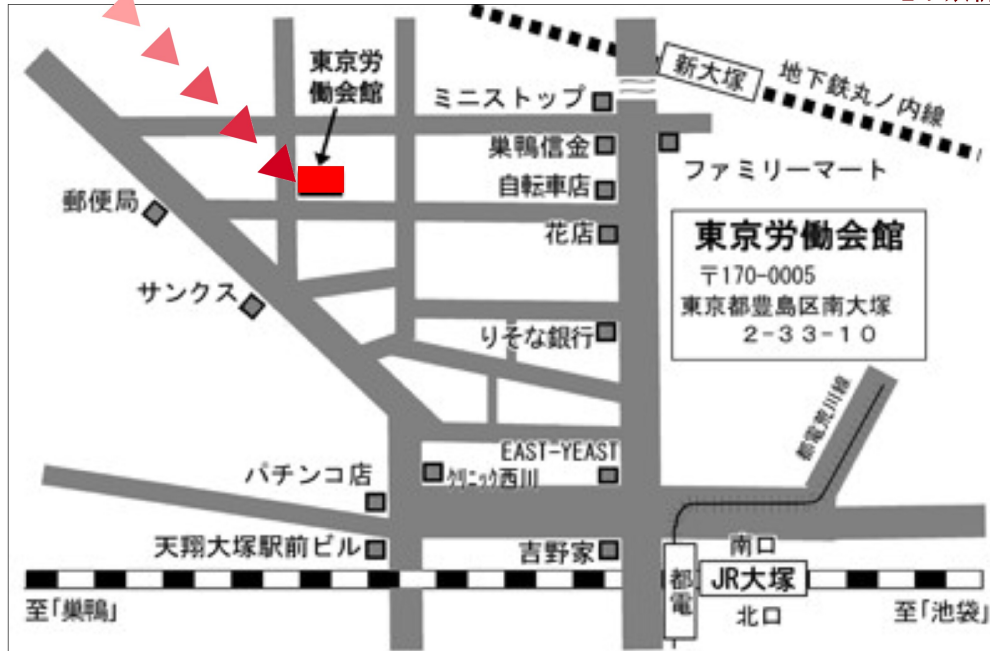 新大塚
地下鉄丸ノ内線
東京労
働会館
ミニストップ
巣鴨信金
ファミリーマート
自転車店
郵便局
花店
東京労働会館
〒170-0005
東京都豊島区南大塚
2-33-10
サンクス
りそな銀行
都電荒川線
EAST-YEAST
パチンコ店
クリニック西川
天翔大塚駅前ビル
吉野家
南口
都電
JR大塚
北口
至「巣鴨」
至「池袋」